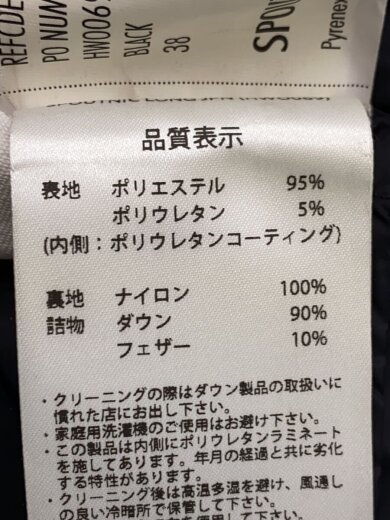 REFCDE
PO NUM
HW0069
BLACK
38
SPOU
Pyrenex
品質表示
表地 ポリエステル 95%
ポリウレタン 5%
(内側：ポリウレタンコーティング)
裏地 ナイロン 100%
詰物 ダウン 90%
フェザー 10%
・クリーニングの際はダウン製品の取扱いに
慣れた店にお出し下さい。
・家庭用洗濯機のご使用はお避け下さい。
・この製品は内側にポリウレタンラミネート
を施してあります。年月の経過と共に劣化
する特性があります。
・クリーニング後は高温多湿を避け、風通し
の良い冷暗所で保管して下さい。